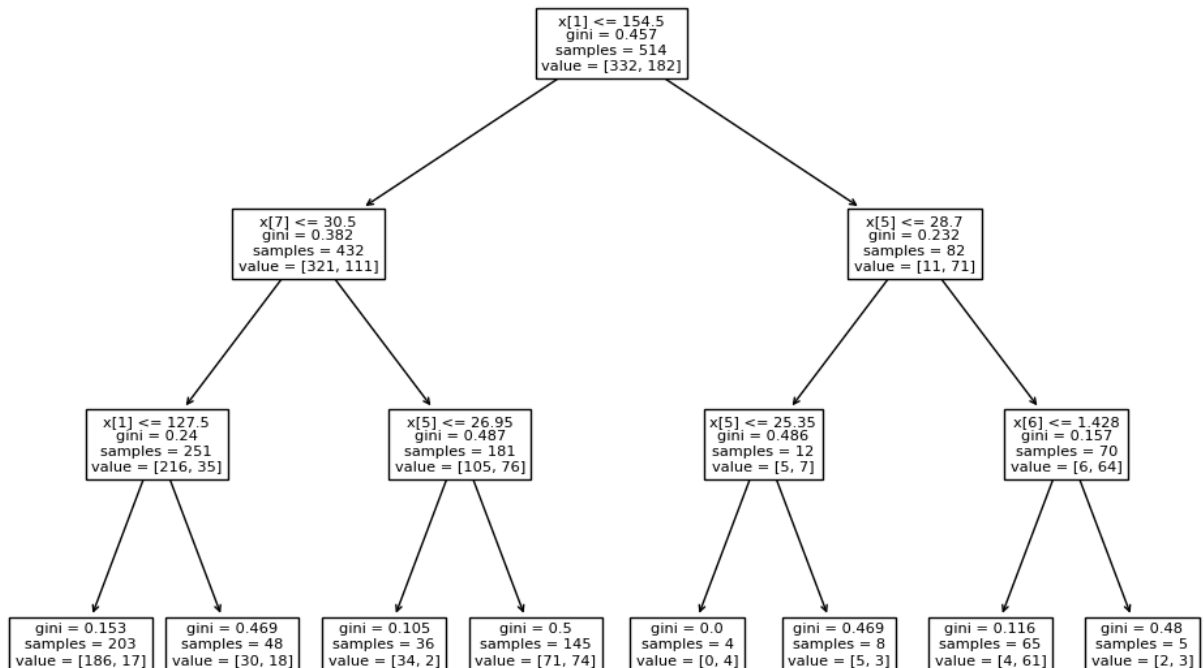 x[1] <= 154.5
gini = 0.457
samples = 514
value = [332, 182]
x[7] <= 30.5
gini = 0.382
samples = 432
value = [321, 111]
x[5] <= 28.7
gini = 0.232
samples = 82
value = [11, 71]
x[1] <= 127.5
gini = 0.24
samples = 251
value = [216, 35]
x[5] <= 26.95
gini = 0.487
samples = 181
value = [105, 76]
x[5] <= 25.35
gini = 0.486
samples = 12
value = [5, 7]
x[6] <= 1.428
gini = 0.157
samples = 70
value = [6, 64]
gini = 0.153
samples = 203
value = [186, 17]
gini = 0.469
samples = 48
value = [30, 18]
gini = 0.105
samples = 36
value = [34, 2]
gini = 0.5
samples = 145
value = [71, 74]
gini = 0.0
samples = 4
value = [0, 4]
gini = 0.469
samples = 8
value = [5, 3]
gini = 0.116
samples = 65
value = [4, 61]
gini = 0.48
samples = 5
value = [2, 3]